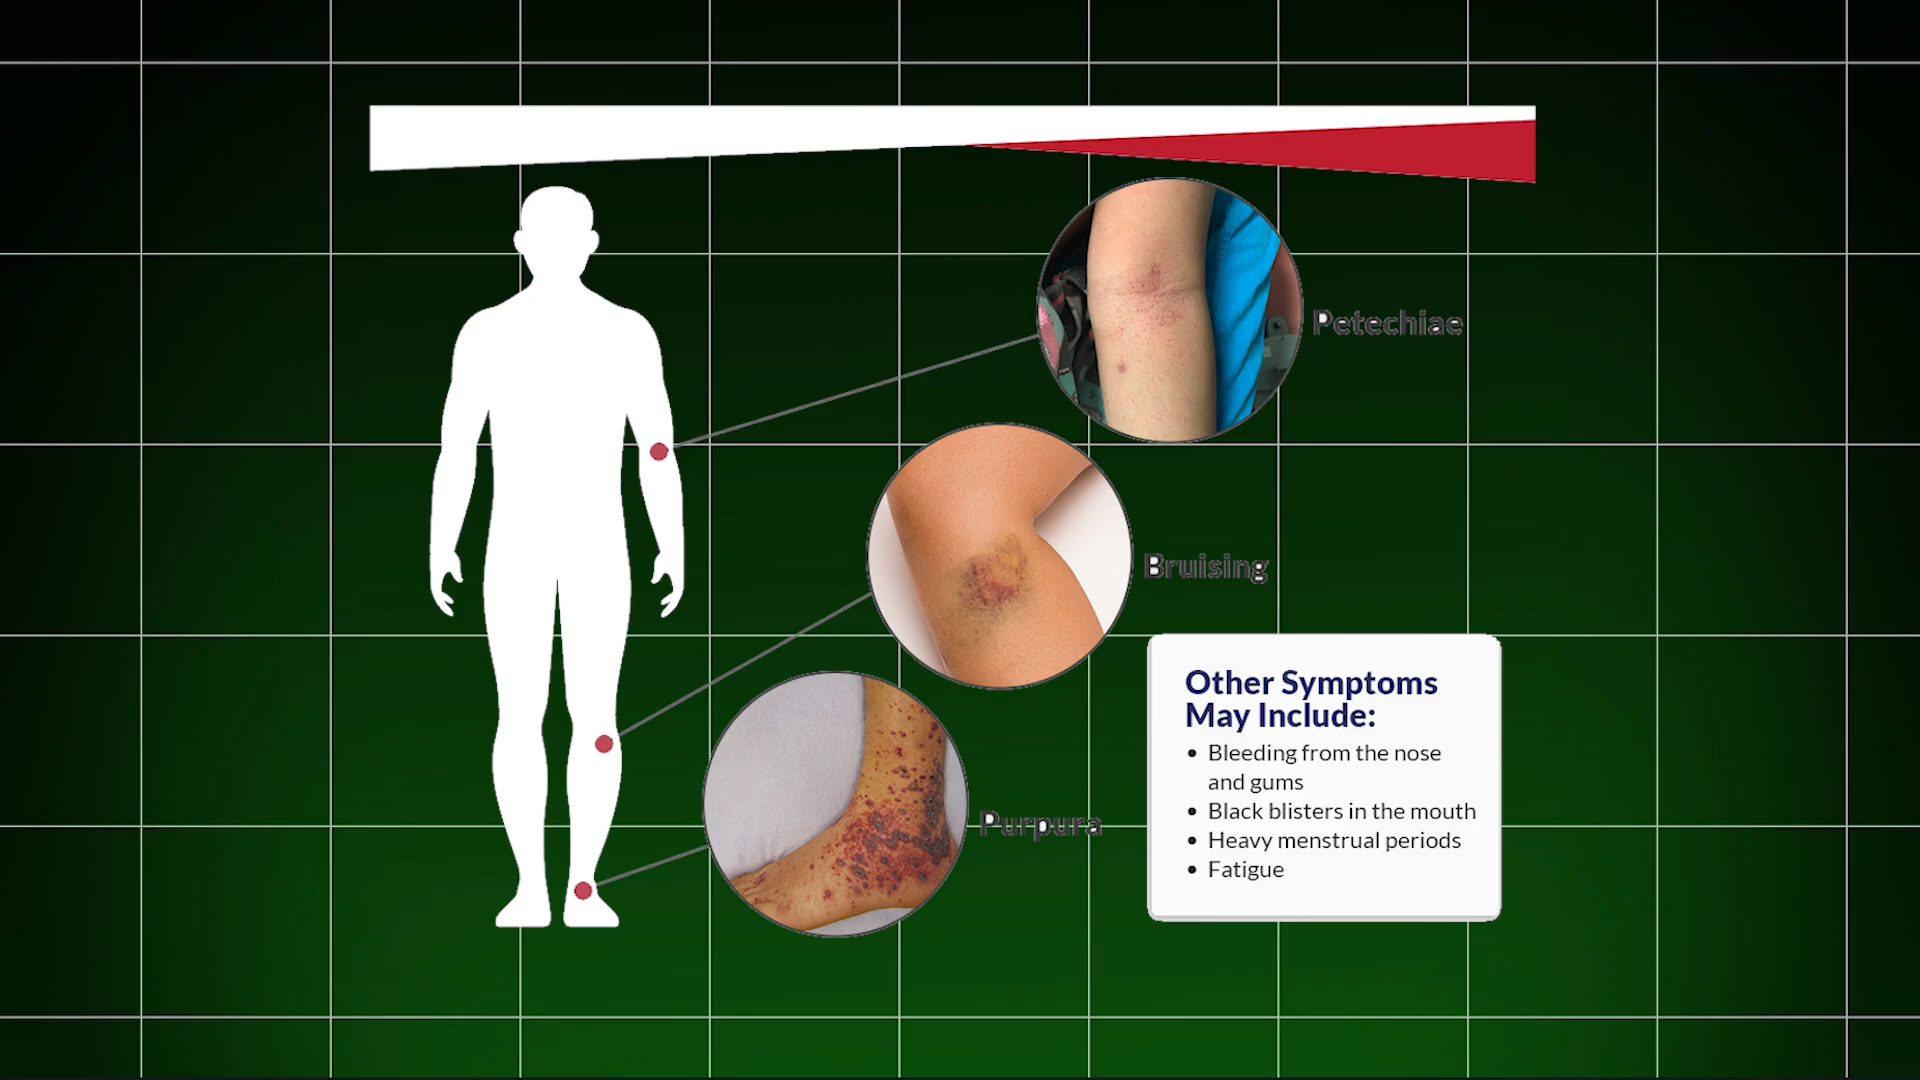 Petechiae
Bruising
Purpura
Other Symptoms
May Include:
• Bleeding from the nose
and gums
• Black blisters in the mouth
• Heavy menstrual periods
• Fatigue